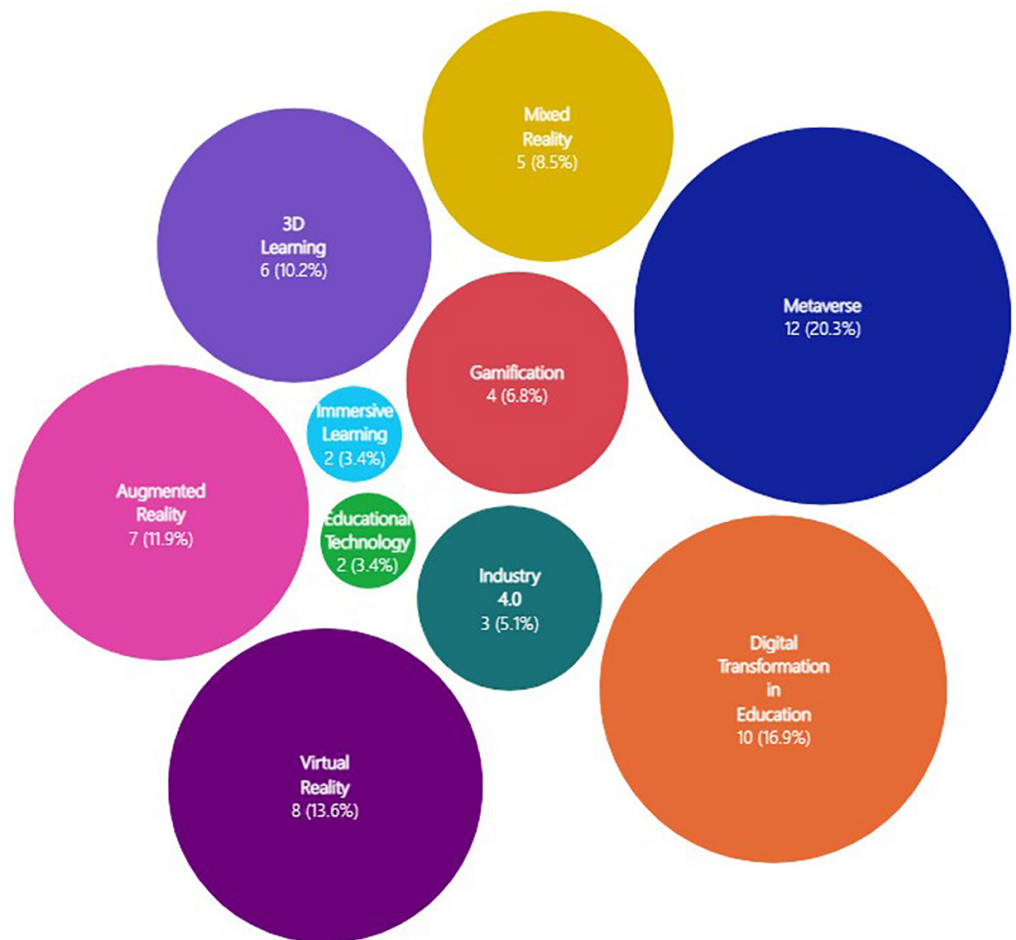 Mixed
Reality
5 (8.5%)
3D
Learning
6 (10.2%)
Metaverse
12 (20.3%)
Gamification
4 (6.8%)
Immersive
Learning
2 (3.4%)
Augmented
Reality
7 (11.9%)
Educational
Technology
2 (3.4%)
Industry
4.0
3 (5.1%)
Digital
Transformation
in
Education
10 (16.9%)
Virtual
Reality
8 (13.6%)